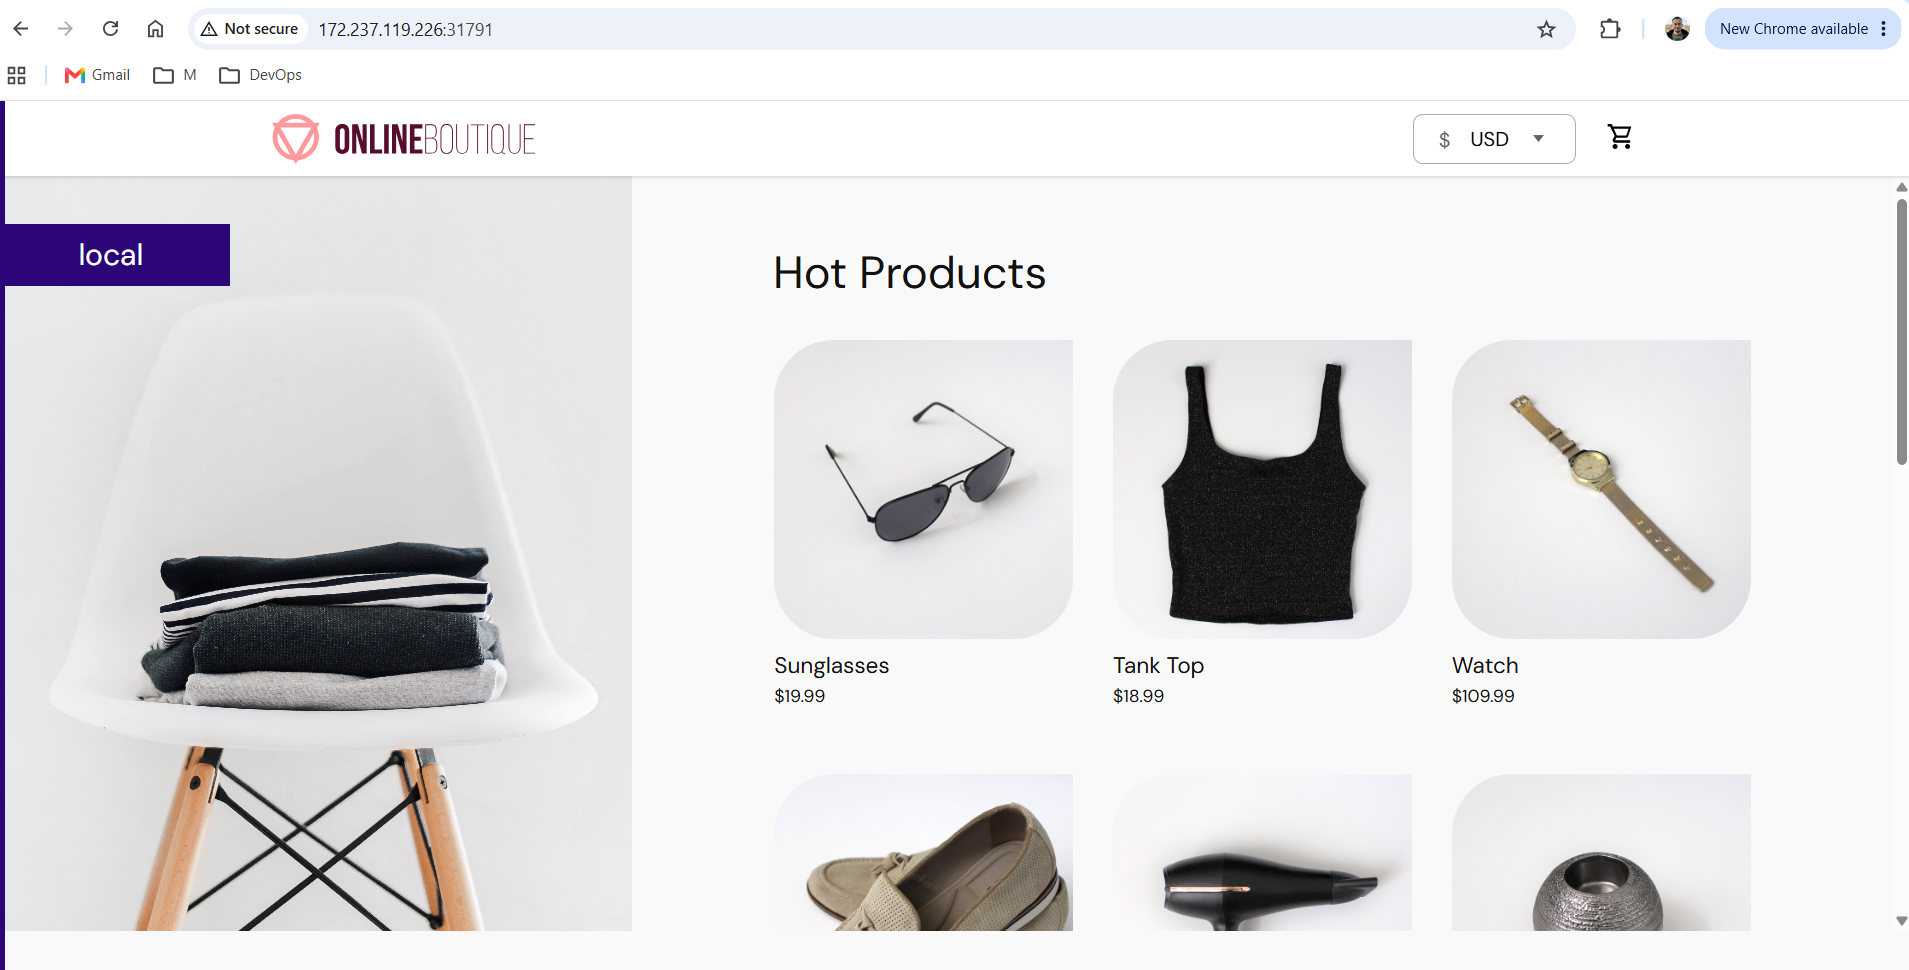 Not secure
172.237.119.226:31791
New Chrome available
Gmail
M
DevOps
ONLINEBOUTIQUE
$ USD
local
Hot Products
Sunglasses
$19.99
Tank Top
$18.99
Watch
$109.99